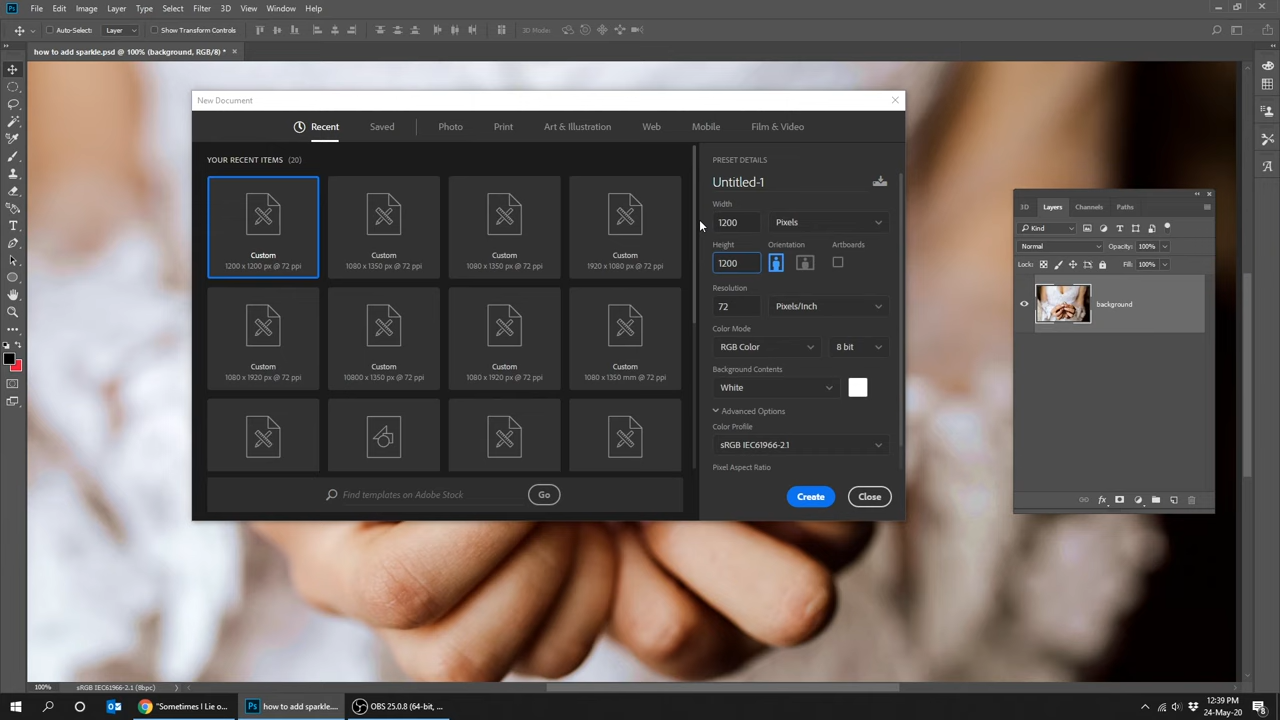 Ps File Edit Image Layer Type Select Filter 3D View Window Help
Auto-Select: Layer Show Transform Controls 3D Mode:
how to add sparkle.psd @ 100% (background, RGB/8) * ×
New Document
Recent Saved Photo Print Art & Illustration Web Mobile Film & Video
YOUR RECENT ITEMS (20)
Custom Custom Custom Custom
1200 x 1200 px @ 72 ppi 1080 x 1350 px @ 72 ppi 1080 x 1350 px @ 72 ppi 1920 x 1080 px @ 72 ppi
Custom Custom Custom Custom
1080 x 1920 px @ 72 ppi 10800 x 1350 px @ 72 ppi 1080 x 1920 px @ 72 ppi 1080 x 1350 mm @ 72 ppi
Find templates on Adobe Stock Go
PRESET DETAILS
Untitled-1
Width
1200 Pixels
Height Orientation Artboards
1200
Resolution
72 Pixels/Inch
Color Mode
RGB Color 8 bit
Background Contents
White
Advanced Options
Color Profile
sRGB IEC61966-2.1
Pixel Aspect Ratio
Create Close
3D Layers Channels Paths
Kind
Normal Opacity: 100%
Lock: Fill: 100%
background
fx
100% sRGB IEC61966-2.1 (8bpc)
"Sometimes I Lie o... Ps how to add sparkle.... OBS 25.0.8 (64-bit, ...
12:39 PM
24-May-20
8